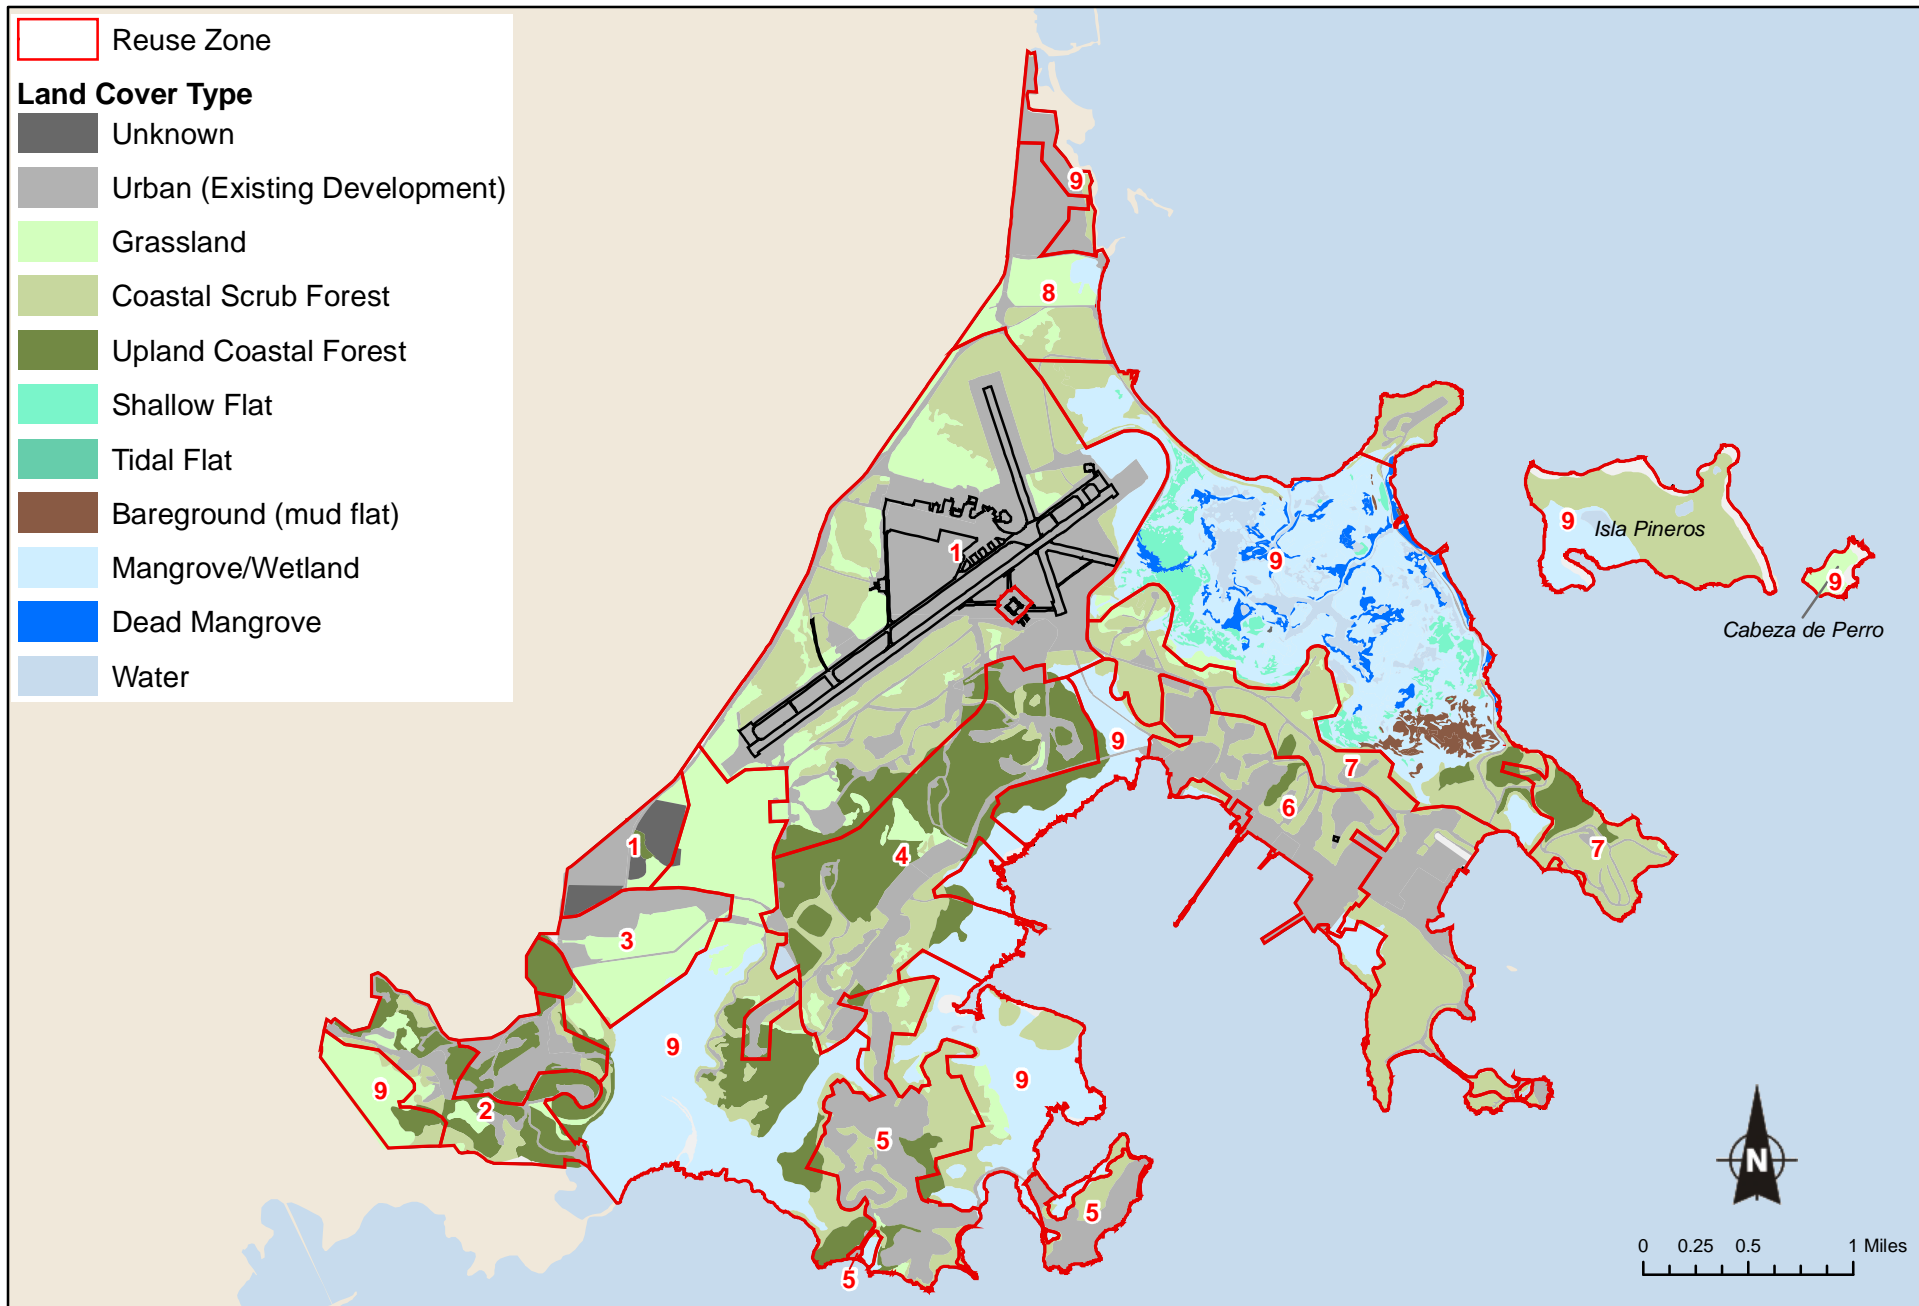 Reuse Zone
Land Cover Type
Unknown
Urban (Existing Development)
Grassland
Coastal Scrub Forest
Upland Coastal Forest
Shallow Flat
Tidal Flat
Bareground (mud flat)
Mangrove/Wetland
Dead Mangrove
Water
9
8
9
Isla Pineros
1
9
9
Cabeza de Perro
9
7
6
1
4
7
3
9
9
9
2
5
5
5
N
0 0.25 0.5 1 Miles